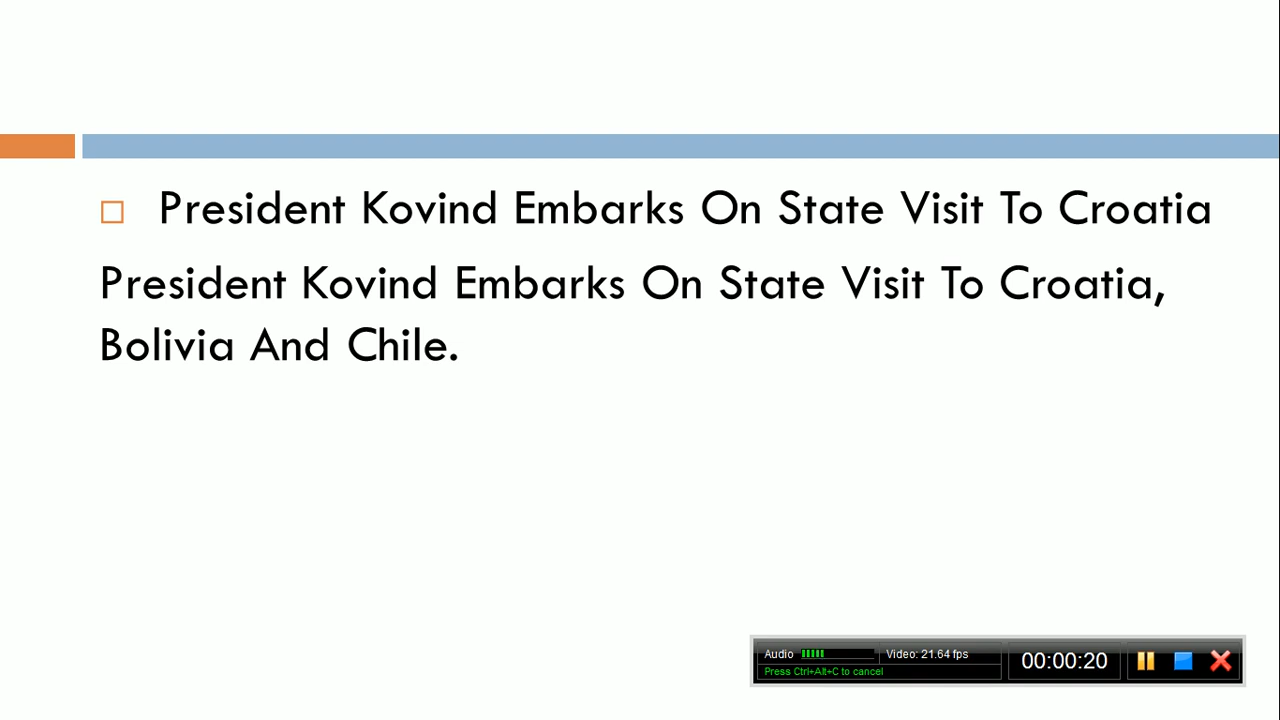 President Kovind Embarks On State Visit To Croatia
President Kovind Embarks On State Visit To Croatia,
Bolivia And Chile.
Audio Video: 21.64 fps
Press Ctrl+Alt+C to cancel
00:00:20